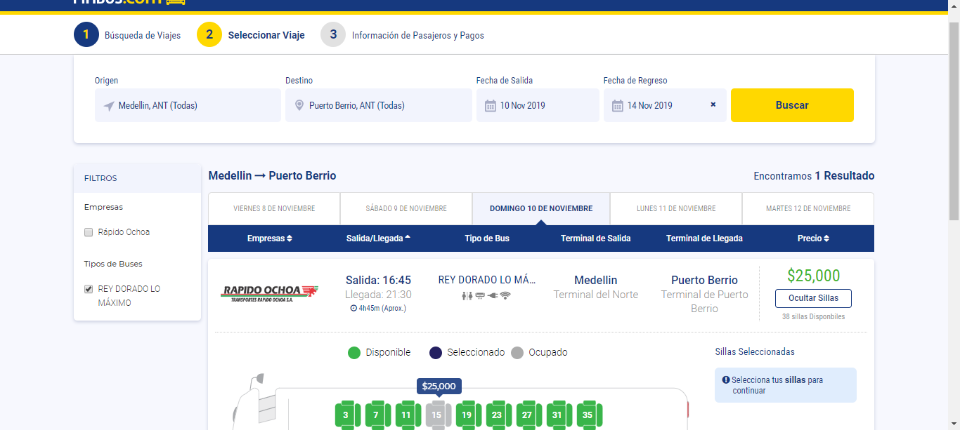 PINBUS.COM
1 Búsqueda de Viajes 2 Seleccionar Viaje 3 Información de Pasajeros y Pagos
Origen Destino Fecha de Salida Fecha de Regreso
Medellin, ANT (Todas) Puerto Berrio, ANT (Todas) 10 Nov 2019 14 Nov 2019 × Buscar
FILTROS
Empresas
Rápido Ochoa
Tipos de Buses
REY DORADO LO
MÁXIMO
Medellin → Puerto Berrio Encontramos 1 Resultado
VIERNES 8 DE NOVIEMBRE SÁBADO 9 DE NOVIEMBRE DOMINGO 10 DE NOVIEMBRE LUNES 11 DE NOVIEMBRE MARTES 12 DE NOVIEMBRE
Empresas Salida/Llegada Tipo de Bus Terminal de Salida Terminal de Llegada Precio
RAPIDO OCHOA
TRANSPORTES RAPIDO OCHOA S.A.
Salida: 16:45
Llegada: 21:30
4h45m (Aprox.)
REY DORADO LO MÁ...
Medellin
Terminal del Norte
Puerto Berrio
Terminal de Puerto
Berrio
$25,000
Ocultar Sillas
38 sillas Disponbiles
Disponible Seleccionado Ocupado
Sillas Seleccionadas
Selecciona tus sillas para
continuar
$25,000
3 7 11 15 19 23 27 31 35